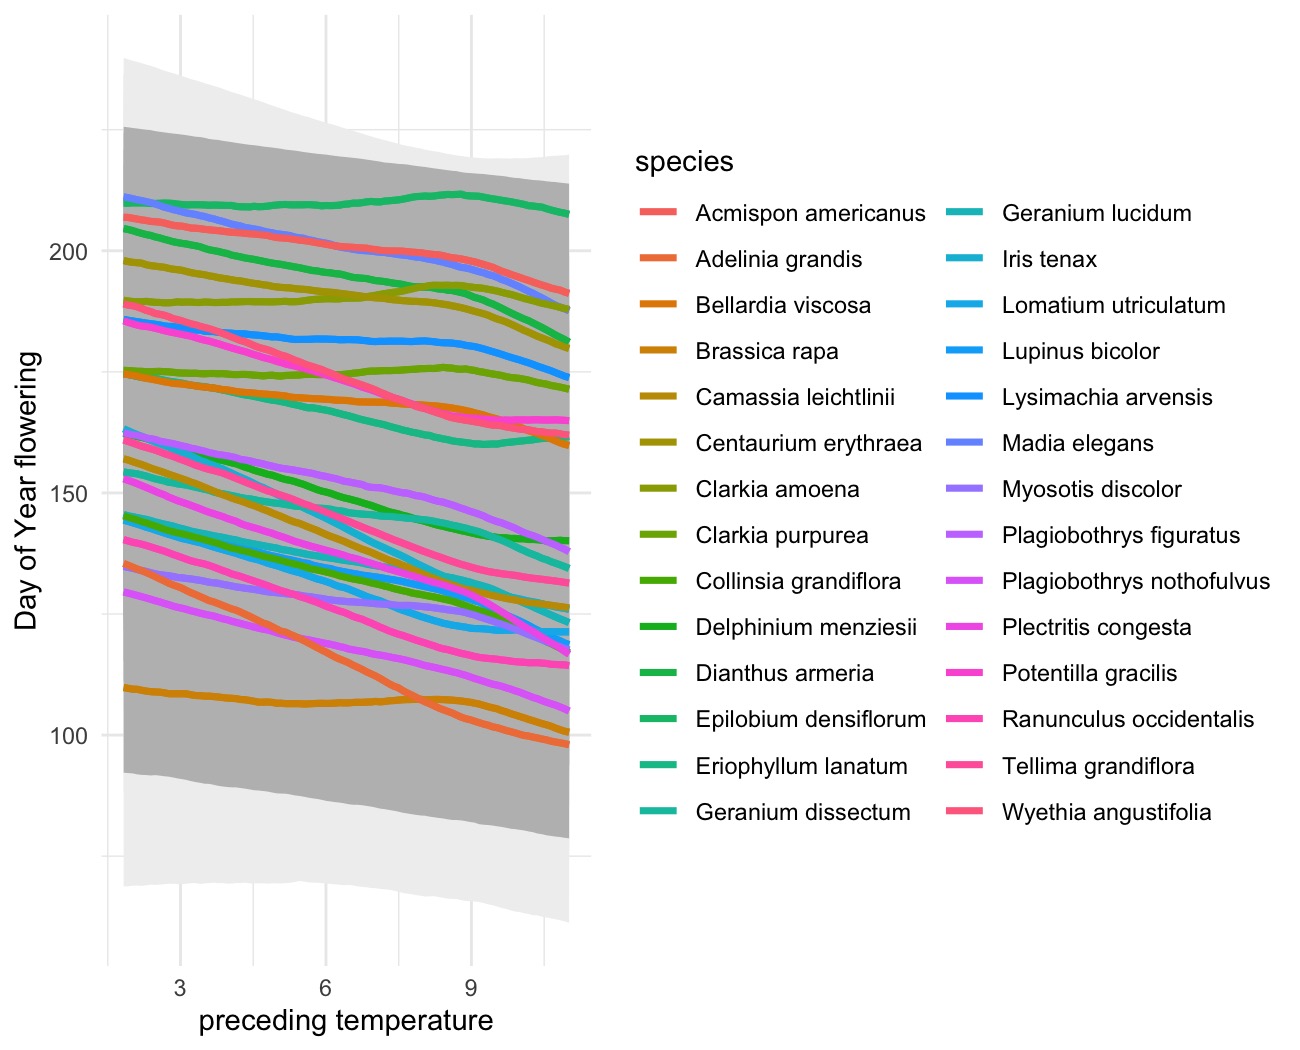 Day of Year flowering
200
150
100
3 6 9
preceding temperature
species
Acmispon americanus
Adelinia grandis
Bellardia viscosa
Brassica rapa
Camassia leichtlinii
Centaurium erythraea
Clarkia amoena
Clarkia purpurea
Collinsia grandiflora
Delphinium menziesii
Dianthus armeria
Epilobium densiflorum
Eriophyllum lanatum
Geranium dissectum
Geranium lucidum
Iris tenax
Lomatium utriculatum
Lupinus bicolor
Lysimachia arvensis
Madia elegans
Myosotis discolor
Plagiobothrys figuratus
Plagiobothrys nothofulvus
Plectritis congesta
Potentilla gracilis
Ranunculus occidentalis
Tellima grandiflora
Wyethia angustifolia